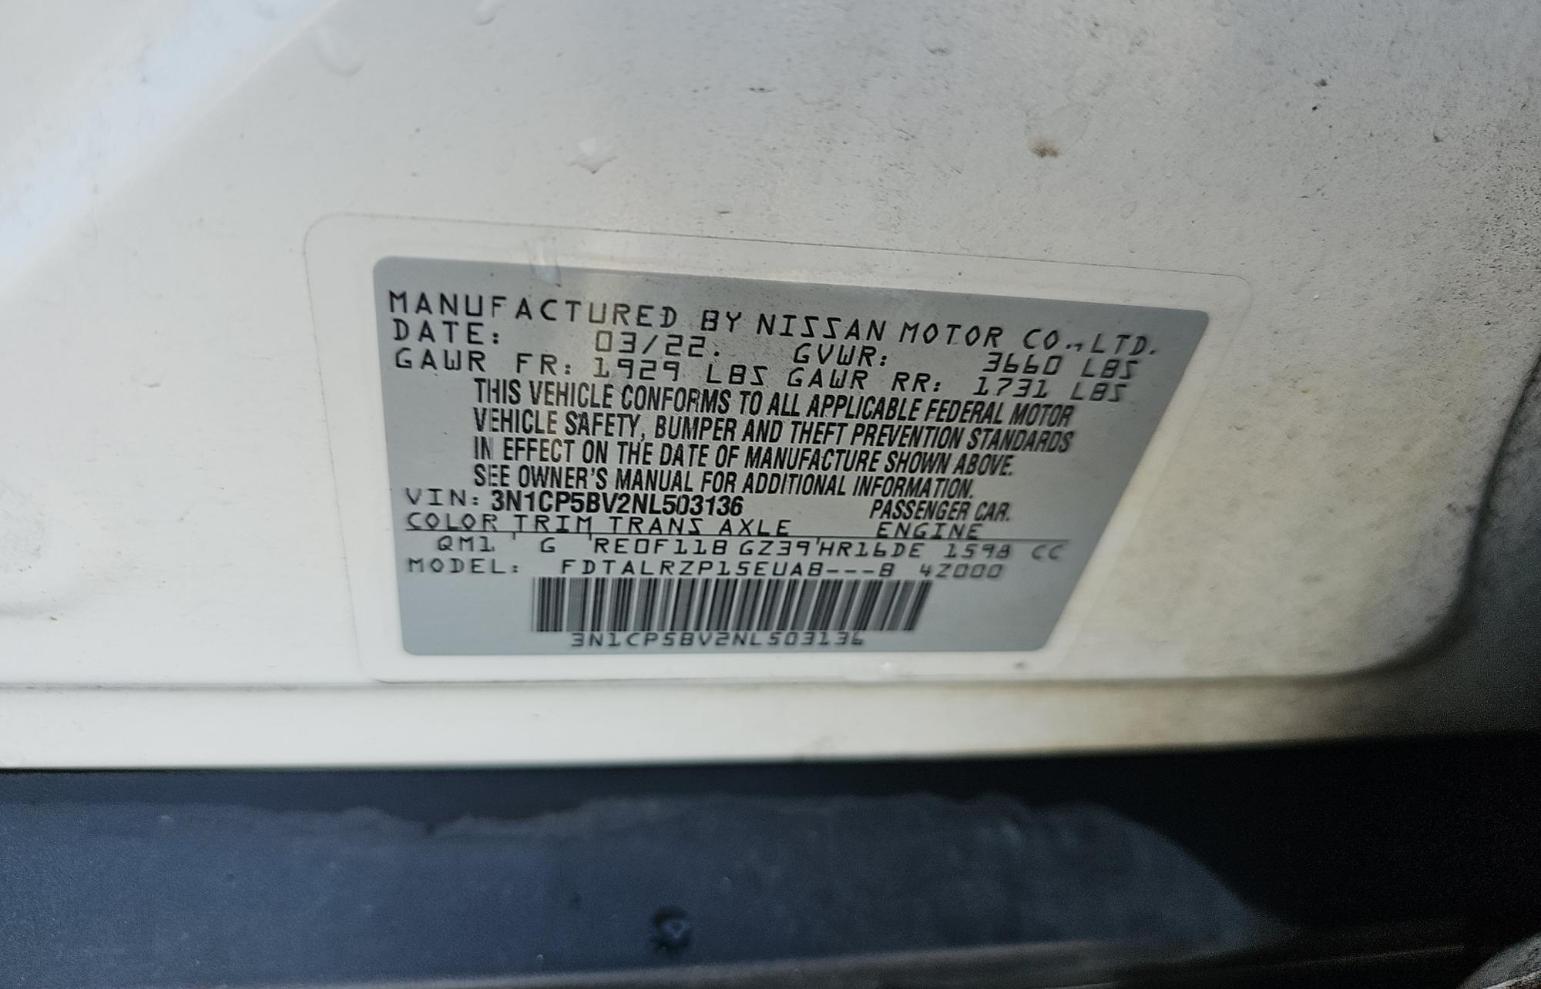 MANUFACTURED BY NISSAN MOTOR CO., LTD.
DATE: 03/22. GVWR: 3660 LBS
GAWR FR: 1929 LBS GAWR RR: 1731 LBS
THIS VEHICLE CONFORMS TO ALL APPLICABLE FEDERAL MOTOR
VEHICLE SAFETY, BUMPER AND THEFT PREVENTION STANDARDS
IN EFFECT ON THE DATE OF MANUFACTURE SHOWN ABOVE.
SEE OWNER'S MANUAL FOR ADDITIONAL INFORMATION.
VIN: 3N1CP5BV2NL503136 PASSENGER CAR.
COLOR TRIM TRANS AXLE ENGINE
QM1 G RE0F11B GZ39 HR16DE 1598 CC
MODEL: FDTALRZP15EUAB---B 4Z000
3N1CP5BV2NL503136